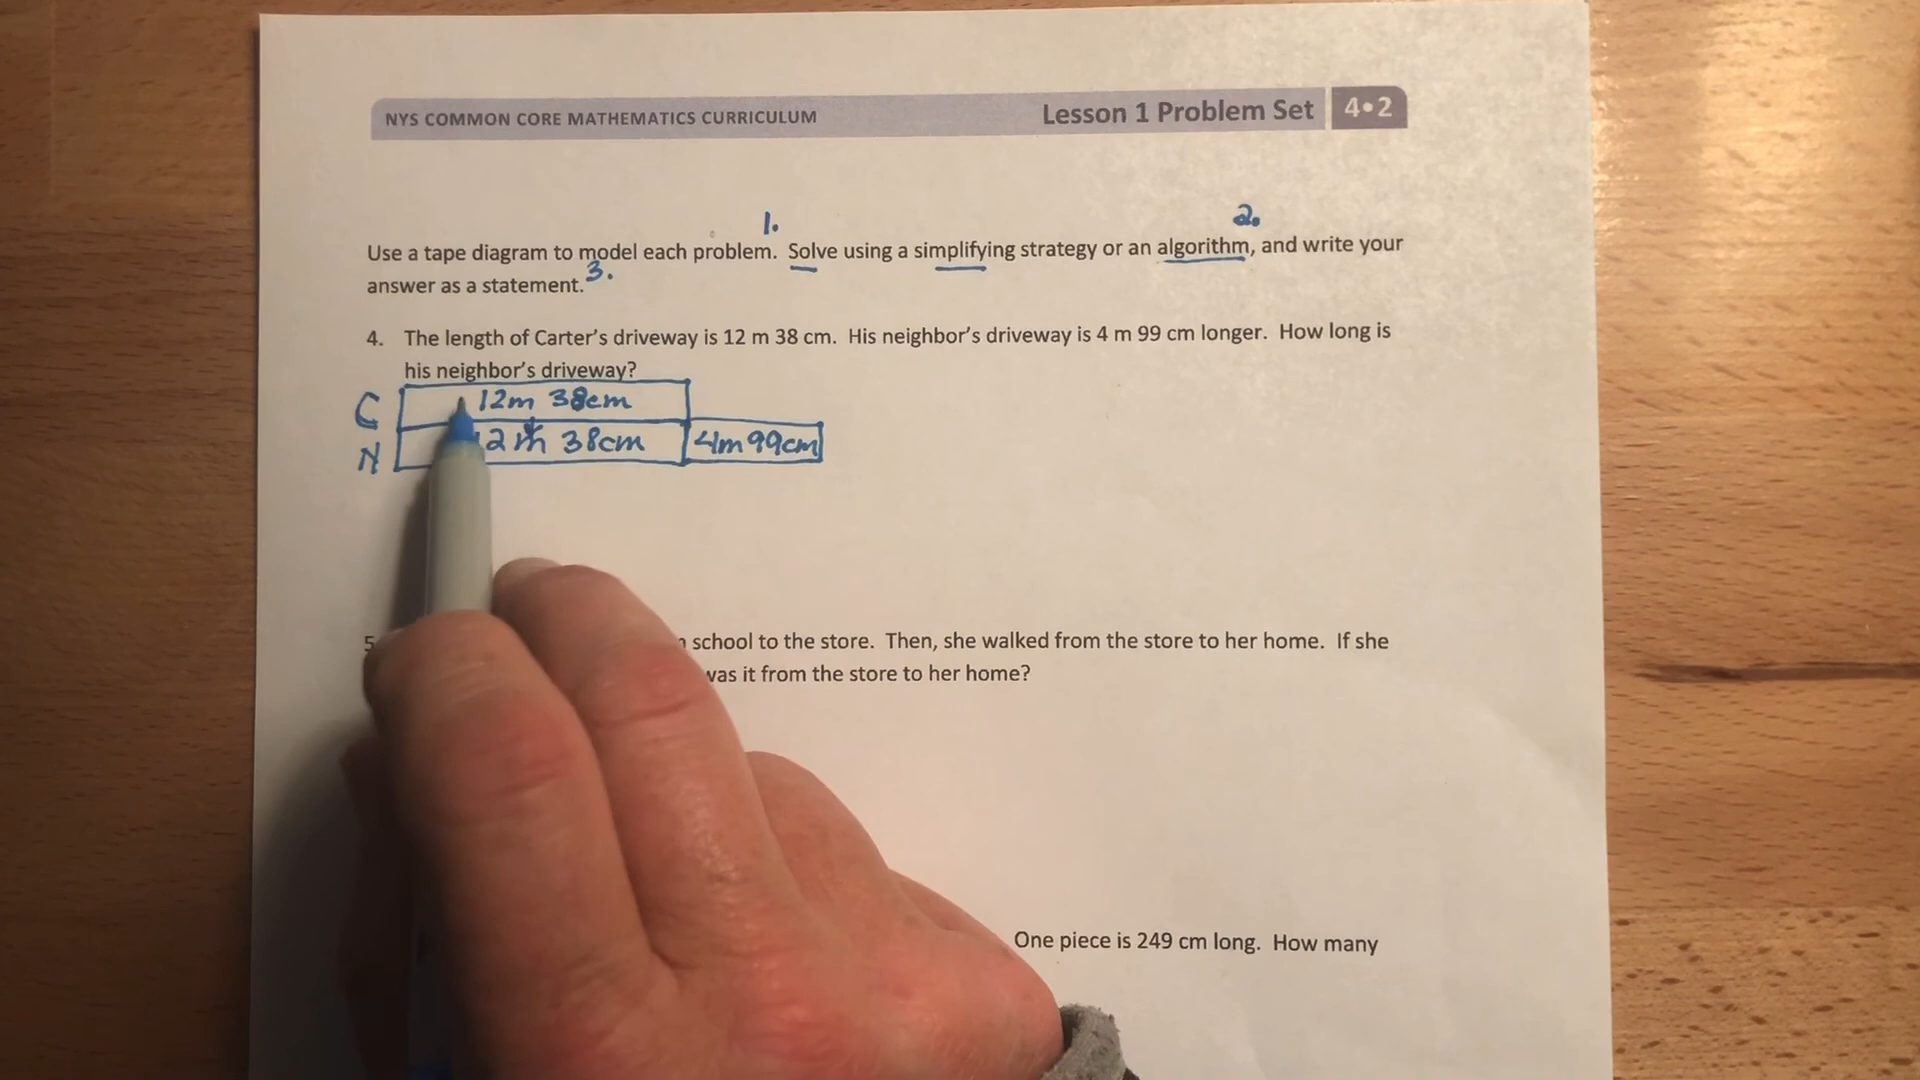 NYS COMMON CORE MATHEMATICS CURRICULUM Lesson 1 Problem Set 4•2
1. 2.
Use a tape diagram to model each problem. Solve using a simplifying strategy or an algorithm, and write your
answer as a statement. 3.
4. The length of Carter's driveway is 12 m 38 cm. His neighbor's driveway is 4 m 99 cm longer. How long is
his neighbor's driveway?
C 12m 38cm
N 12m 38cm 4m 99cm
5 school to the store. Then, she walked from the store to her home. If she
was it from the store to her home?
One piece is 249 cm long. How many